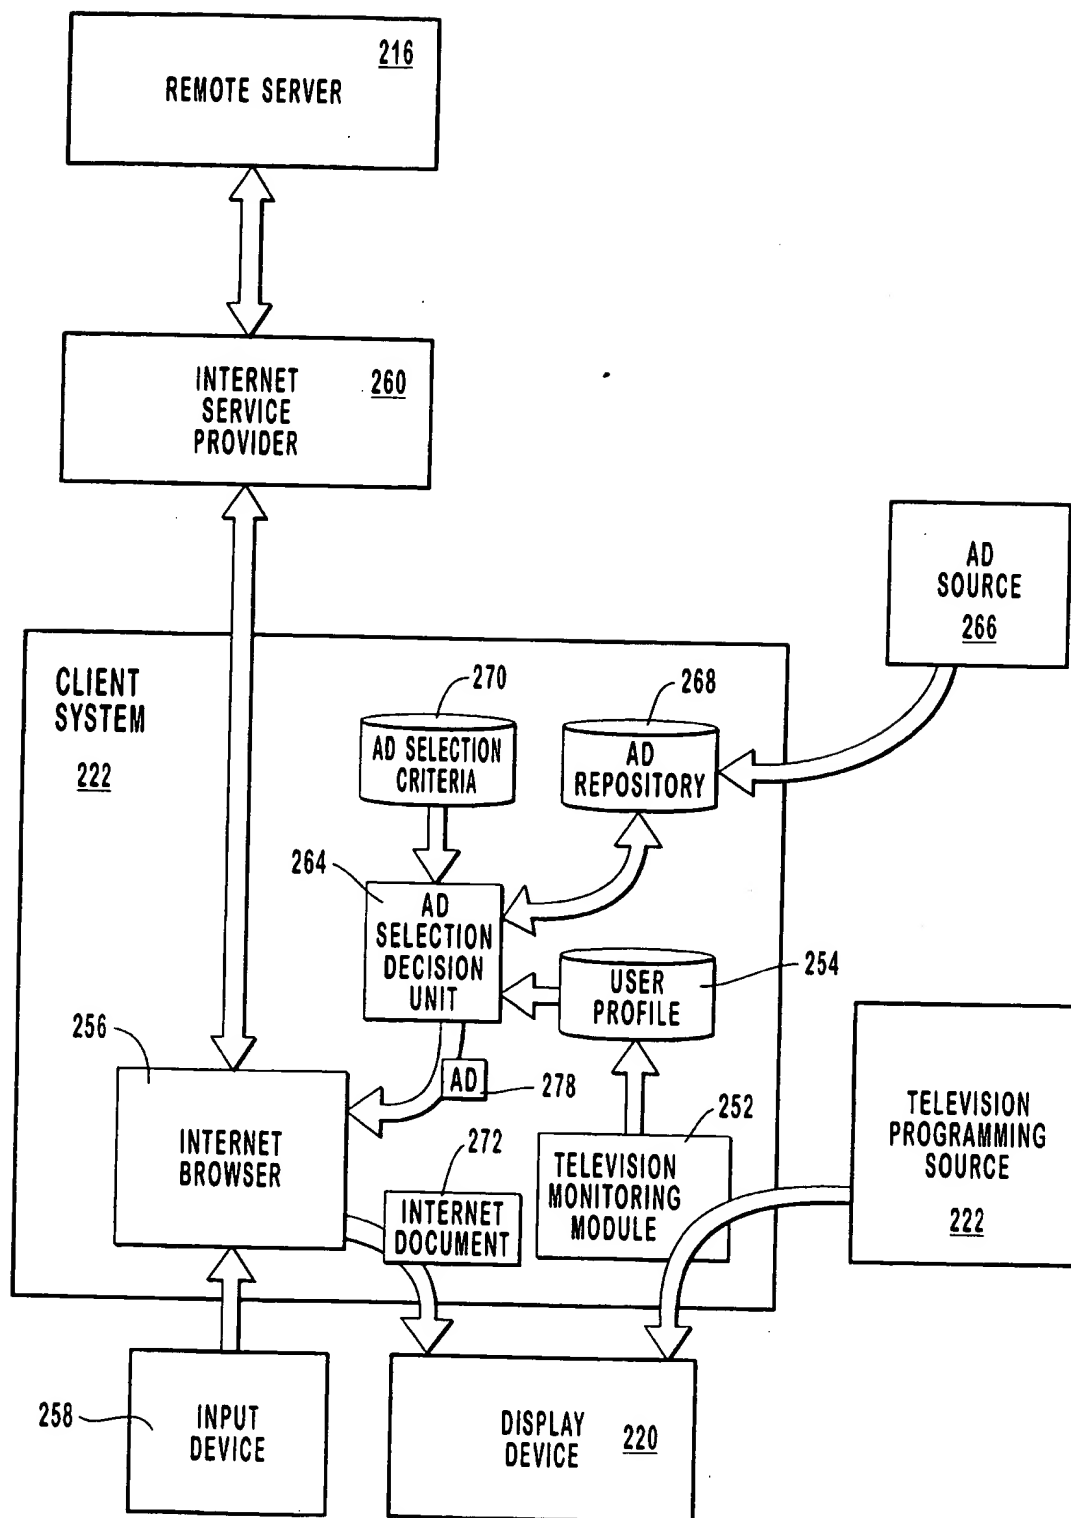 216
REMOTE SERVER
INTERNET
SERVICE
PROVIDER
260
AD
SOURCE
266
CLIENT
SYSTEM
222
270
AD SELECTION
CRITERIA
268
AD
REPOSITORY
264
AD
SELECTION
DECISION
UNIT
USER
PROFILE
254
256
AD
278
INTERNET
BROWSER
272
INTERNET
DOCUMENT
252
TELEVISION
MONITORING
MODULE
TELEVISION
PROGRAMMING
SOURCE
222
258
INPUT
DEVICE
DISPLAY
DEVICE
220